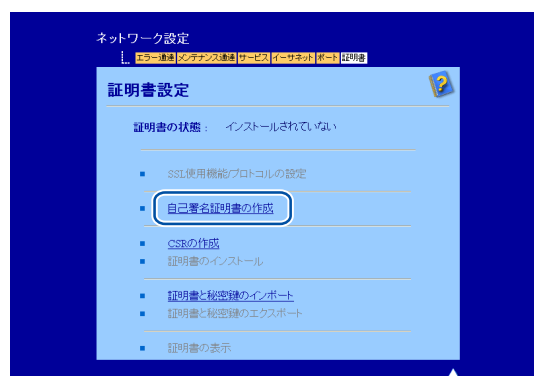 ネットワーク設定
エラー通達 メンテナンス通達 サービス イーサネット ポート 証明書
証明書設定
証明書の状態： インストールされていない
SSL使用機能/プロトコルの設定
自己署名証明書の作成
CSRの作成
証明書のインストール
証明書と秘密鍵のインポート
証明書と秘密鍵のエクスポート
証明書の表示